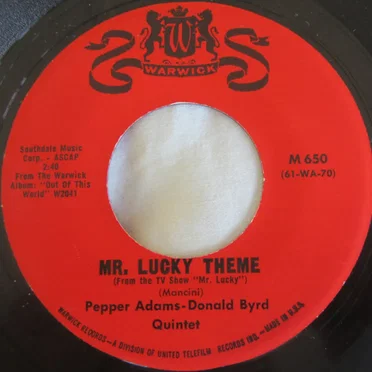 W
WARWICK
Southdale Music
Corp. - ASCAP
2:40
From The Warwick
Album: "Out Of This
World" W2041
M 650
(61-WA-70)
MR. LUCKY THEME
(From the TV Show "Mr. Lucky")
(Mancini)
Pepper Adams-Donald Byrd
Quintet
WARWICK RECORDS—A DIVISION OF UNITED TELEFILM RECORDS INC.—MADE IN U.S.A.